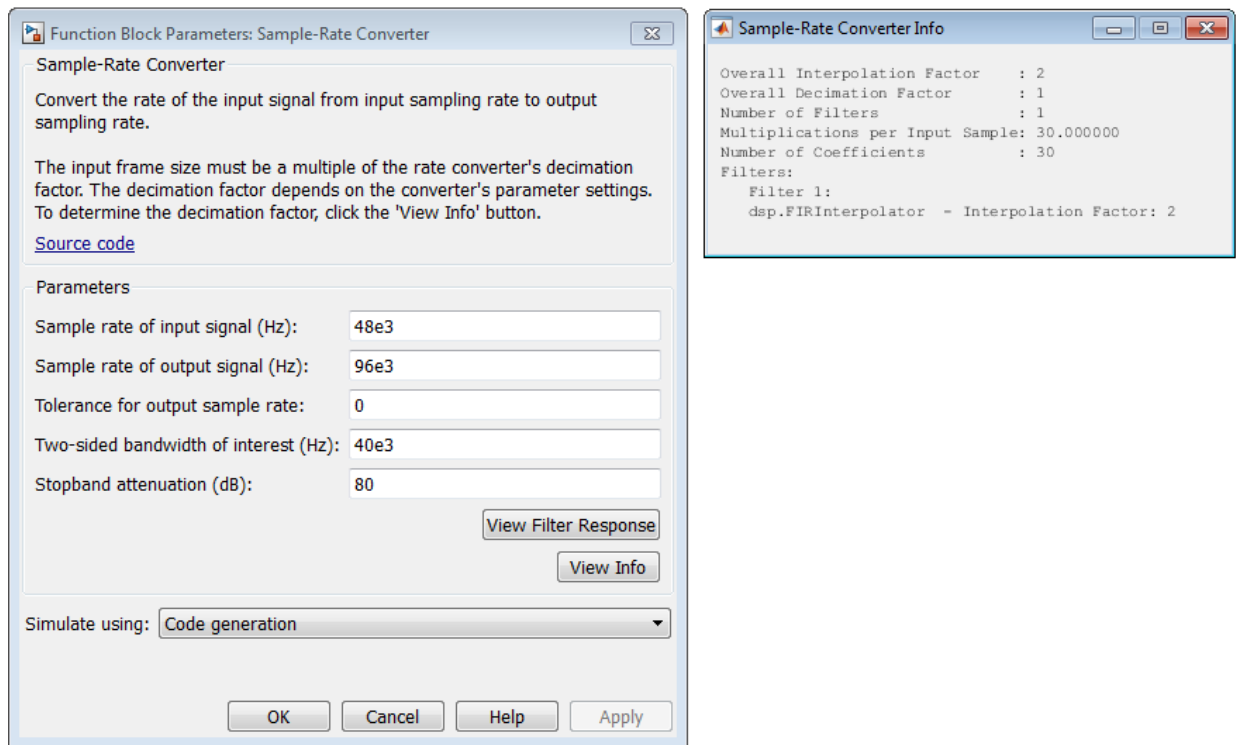 Function Block Parameters: Sample-Rate Converter
Sample-Rate Converter
Convert the rate of the input signal from input sampling rate to output
sampling rate.
The input frame size must be a multiple of the rate converter's decimation
factor. The decimation factor depends on the converter's parameter settings.
To determine the decimation factor, click the 'View Info' button.
Source code
Parameters
Sample rate of input signal (Hz): 48e3
Sample rate of output signal (Hz): 96e3
Tolerance for output sample rate: 0
Two-sided bandwidth of interest (Hz): 40e3
Stopband attenuation (dB): 80
View Filter Response
View Info
Simulate using: Code generation
OK Cancel Help Apply
Sample-Rate Converter Info
Overall Interpolation Factor : 2
Overall Decimation Factor : 1
Number of Filters : 1
Multiplications per Input Sample: 30.000000
Number of Coefficients : 30
Filters:
Filter 1:
dsp.FIRInterpolator - Interpolation Factor: 2